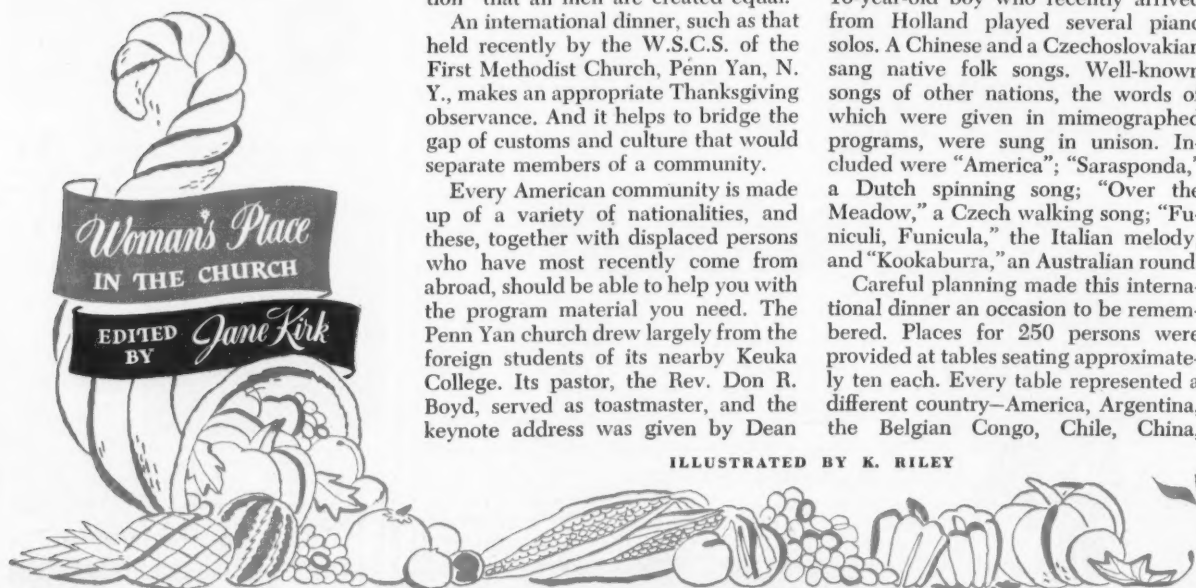 Woman's Place
IN THE CHURCH
EDITED BY Jane Kirk
tion" that all men are created equal."
An international dinner, such as that
held recently by the W.S.C.S. of the
First Methodist Church, Penn Yan, N.
Y., makes an appropriate Thanksgiving
observance. And it helps to bridge the
gap of customs and culture that would
separate members of a community.
Every American community is made
up of a variety of nationalities, and
these, together with displaced persons
who have most recently come from
abroad, should be able to help you with
the program material you need. The
Penn Yan church drew largely from the
foreign students of its nearby Keuka
College. Its pastor, the Rev. Don R.
Boyd, served as toastmaster, and the
keynote address was given by Dean
10-year-old boy who recently arrived
from Holland played several piano
solos. A Chinese and a Czechoslovakian
sang native folk songs. Well-known
songs of other nations, the words of
which were given in mimeographed
programs, were sung in unison. In-
cluded were "America"; "Sarasponda,"
a Dutch spinning song; "Over the
Meadow," a Czech walking song; "Fu-
niculi, Funicula," the Italian melody
and "Kookaburra," an Australian round.
Careful planning made this interna-
tional dinner an occasion to be remem-
bered. Places for 250 persons were
provided at tables seating approximate-
ly ten each. Every table represented a
different country—America, Argentina,
the Belgian Congo, Chile, China,
ILLUSTRATED BY K. RILEY